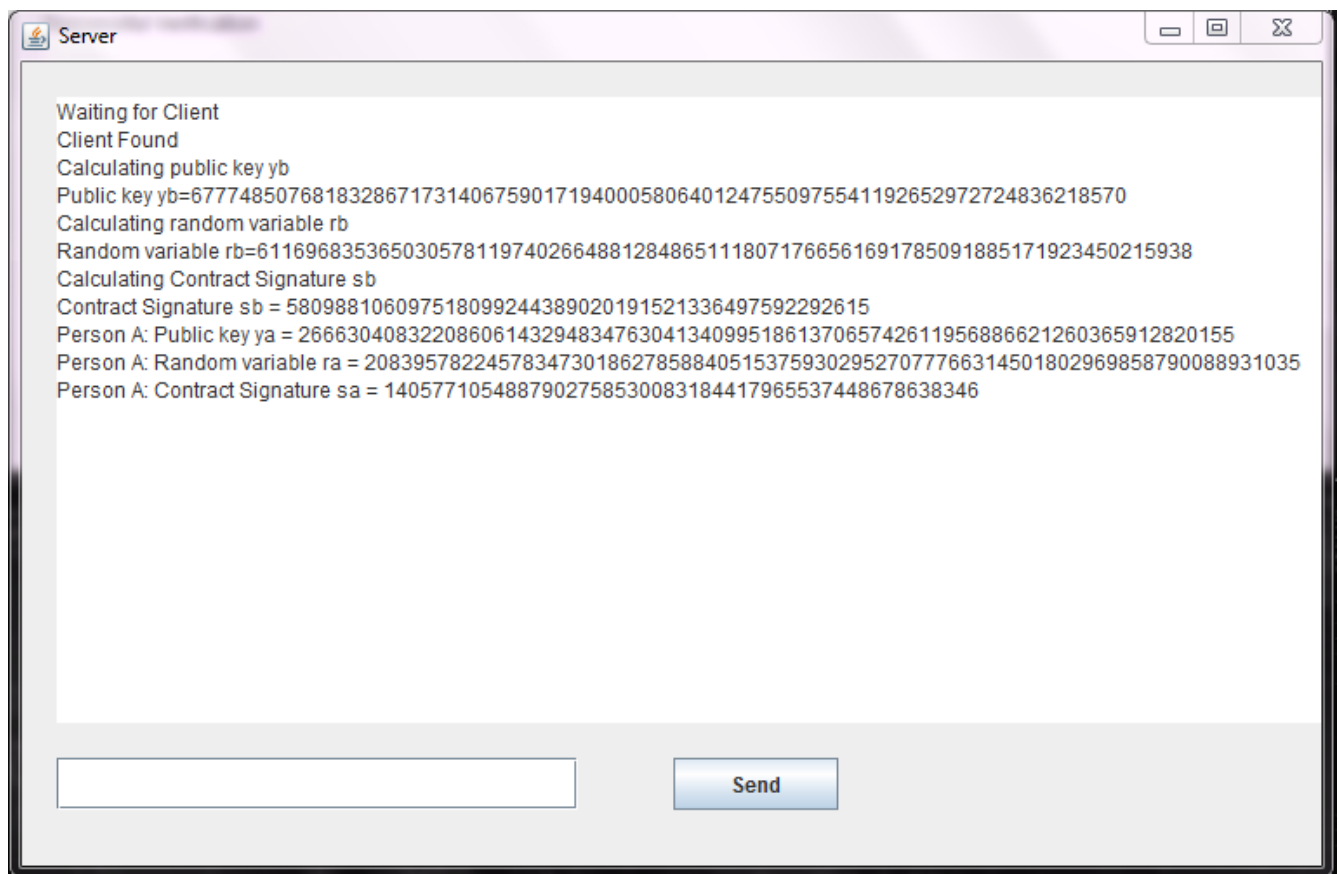 Server
Waiting for Client
Client Found
Calculating public key yb
Public key yb=67774850768183286717314067590171940005806401247550975541192652972724836218570
Calculating random variable rb
Random variable rb=61169683536503057811974026648812848651118071766561691785091885171923450215938
Calculating Contract Signature sb
Contract Signature sb = 58098810609751809924438902019152133649759229​2615
Person A: Public key ya = 26663040832208606143294834763041340995186137065742611956886621260365912820155
Person A: Random variable ra = 20839578224578347301862785884051537593029527077766314501802969858790088931035
Person A: Contract Signature sa = 1405771054887902758530083184417965537448678638346
Send